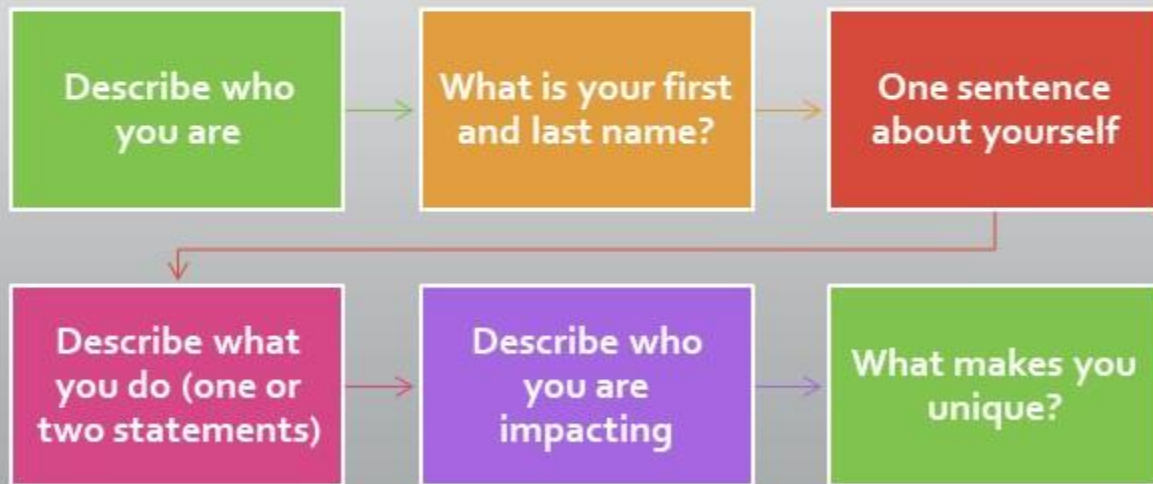 Describe who
you are
What is your first
and last name?
One sentence
about yourself
Describe what
you do (one or
two statements)
Describe who
you are
impacting
What makes you
unique?